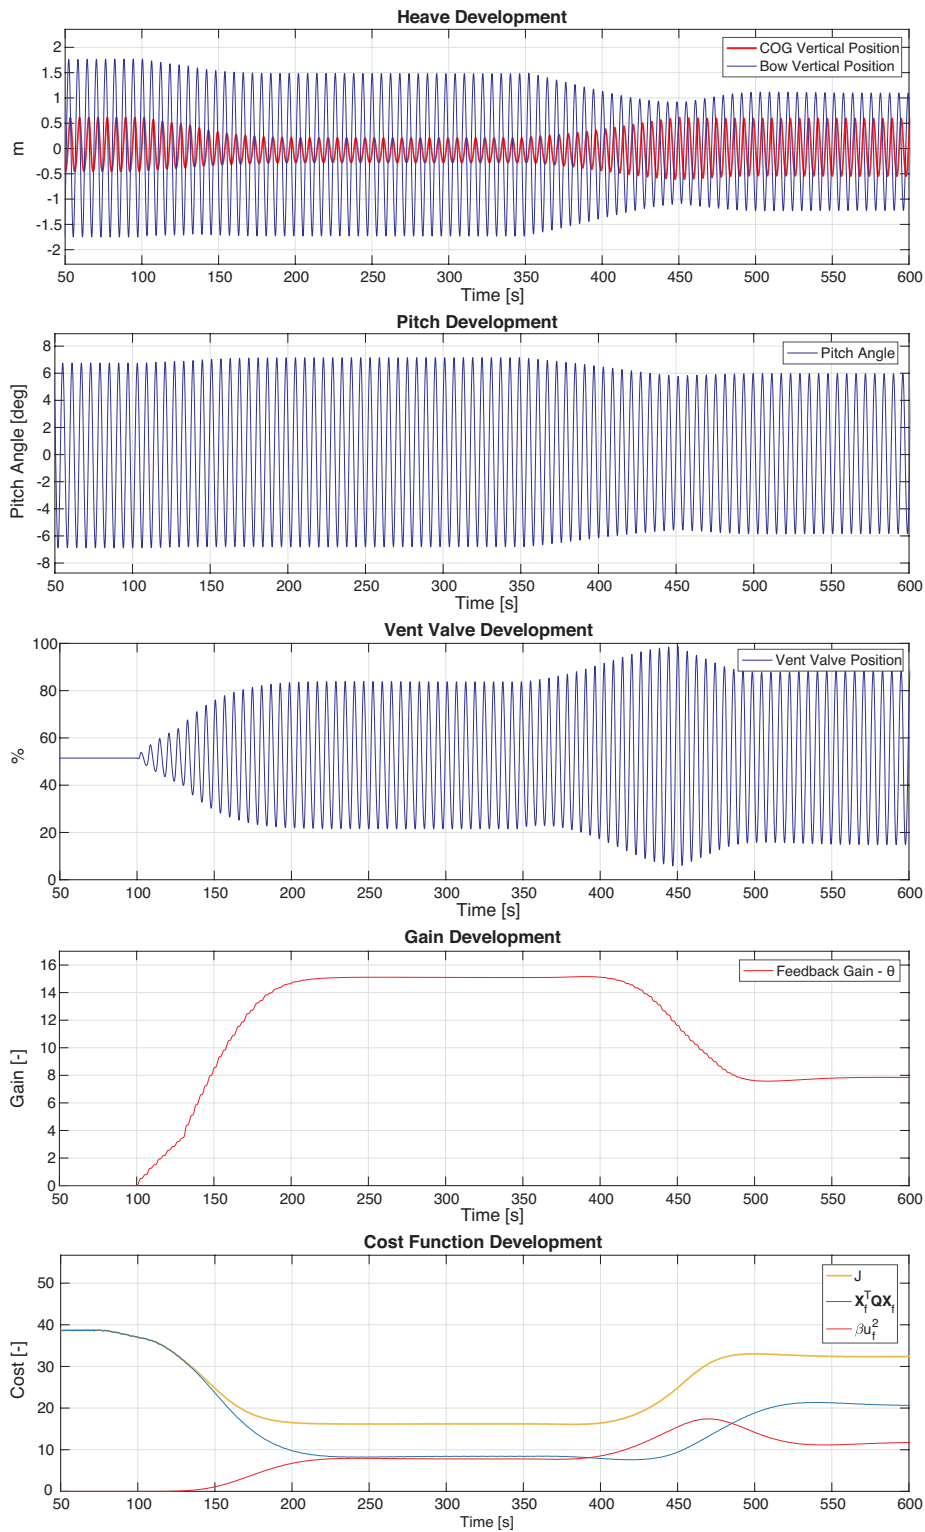 Heave Development
COG Vertical Position
Bow Vertical Position
m
2
1.5
1
0.5
0
-0.5
-1
-1.5
-2
50 100 150 200 250 300 350 400 450 500 550 600
Time [s]
Pitch Development
Pitch Angle
Pitch Angle [deg]
8
6
4
2
0
-2
-4
-6
-8
50 100 150 200 250 300 350 400 450 500 550 600
Time [s]
Vent Valve Development
Vent Valve Position
%
100
80
60
40
20
0
50 100 150 200 250 300 350 400 450 500 550 600
Time [s]
Gain Development
Feedback Gain - θ
Gain [-]
16
14
12
10
8
6
4
2
0
50 100 150 200 250 300 350 400 450 500 550 600
Time [s]
Cost Function Development
J
X_f^T QX_f
βu_f^2
Cost [-]
50
40
30
20
10
0
50 100 150 200 250 300 350 400 450 500 550 600
Time [s]